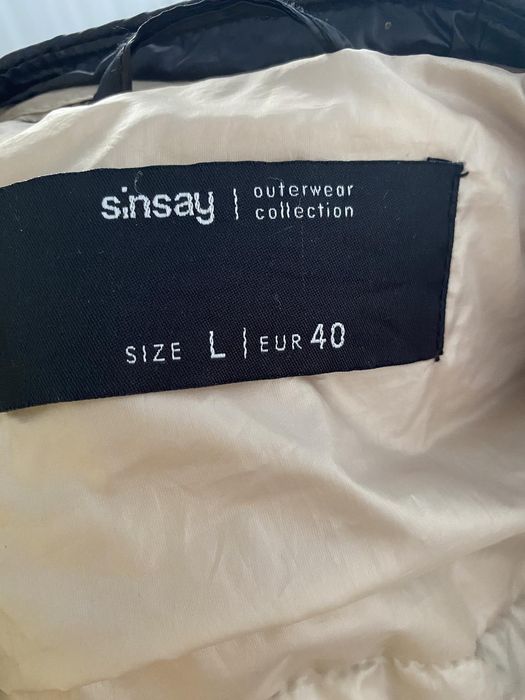 sinsay | outerwear
collection
SIZE L | EUR 40